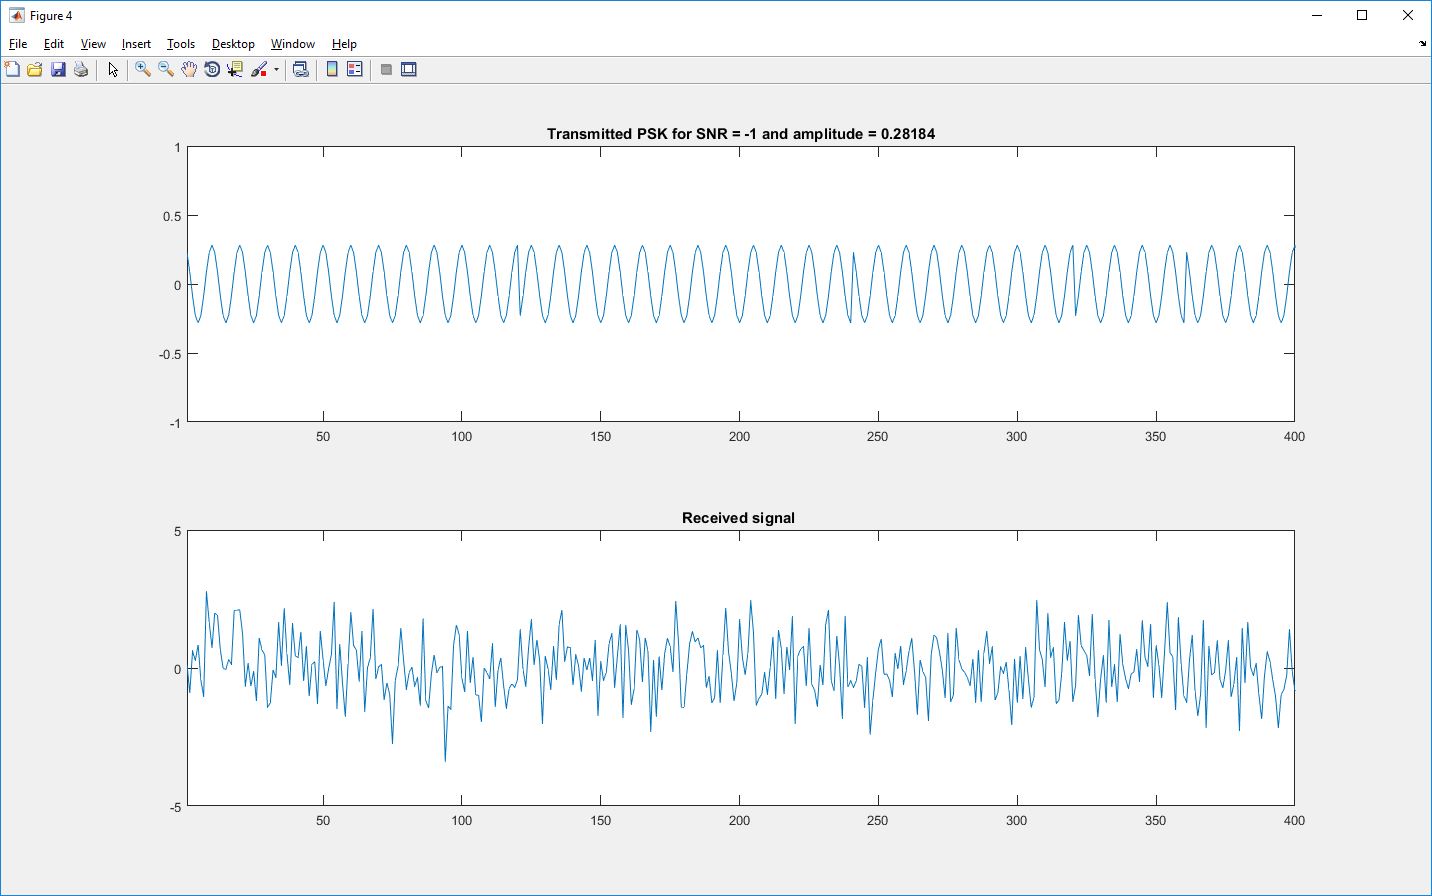 Figure 4
File Edit View Insert Tools Desktop Window Help
Transmitted PSK for SNR = -1 and amplitude = 0.28184
1
0.5
0
-0.5
-1
50 100 150 200 250 300 350 400
Received signal
5
0
-5
50 100 150 200 250 300 350 400